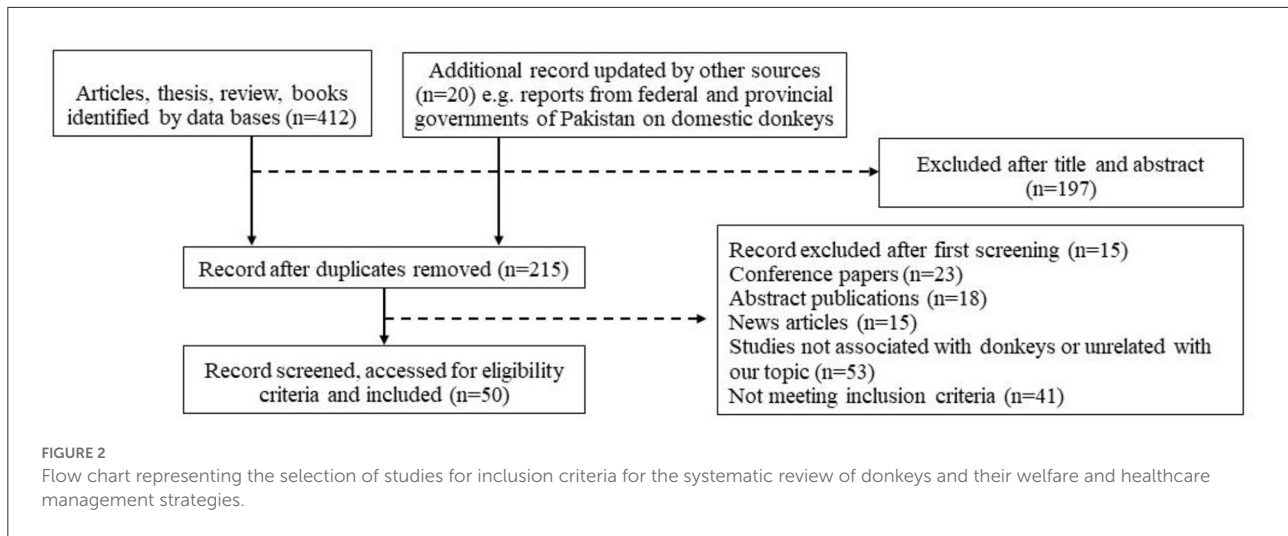 Articles, thesis, review, books
identified by data bases (n=412)
Additional record updated by other sources
(n=20) e.g. reports from federal and provincial
governments of Pakistan on domestic donkeys
Excluded after title and abstract
(n=197)
Record after duplicates removed (n=215)
Record excluded after first screening (n=15)
Conference papers (n=23)
Abstract publications (n=18)
News articles (n=15)
Studies not associated with donkeys or unrelated with
our topic (n=53)
Not meeting inclusion criteria (n=41)
Record screened, accessed for eligibility
criteria and included (n=50)
FIGURE 2
Flow chart representing the selection of studies for inclusion criteria for the systematic review of donkeys and their welfare and healthcare
management strategies.